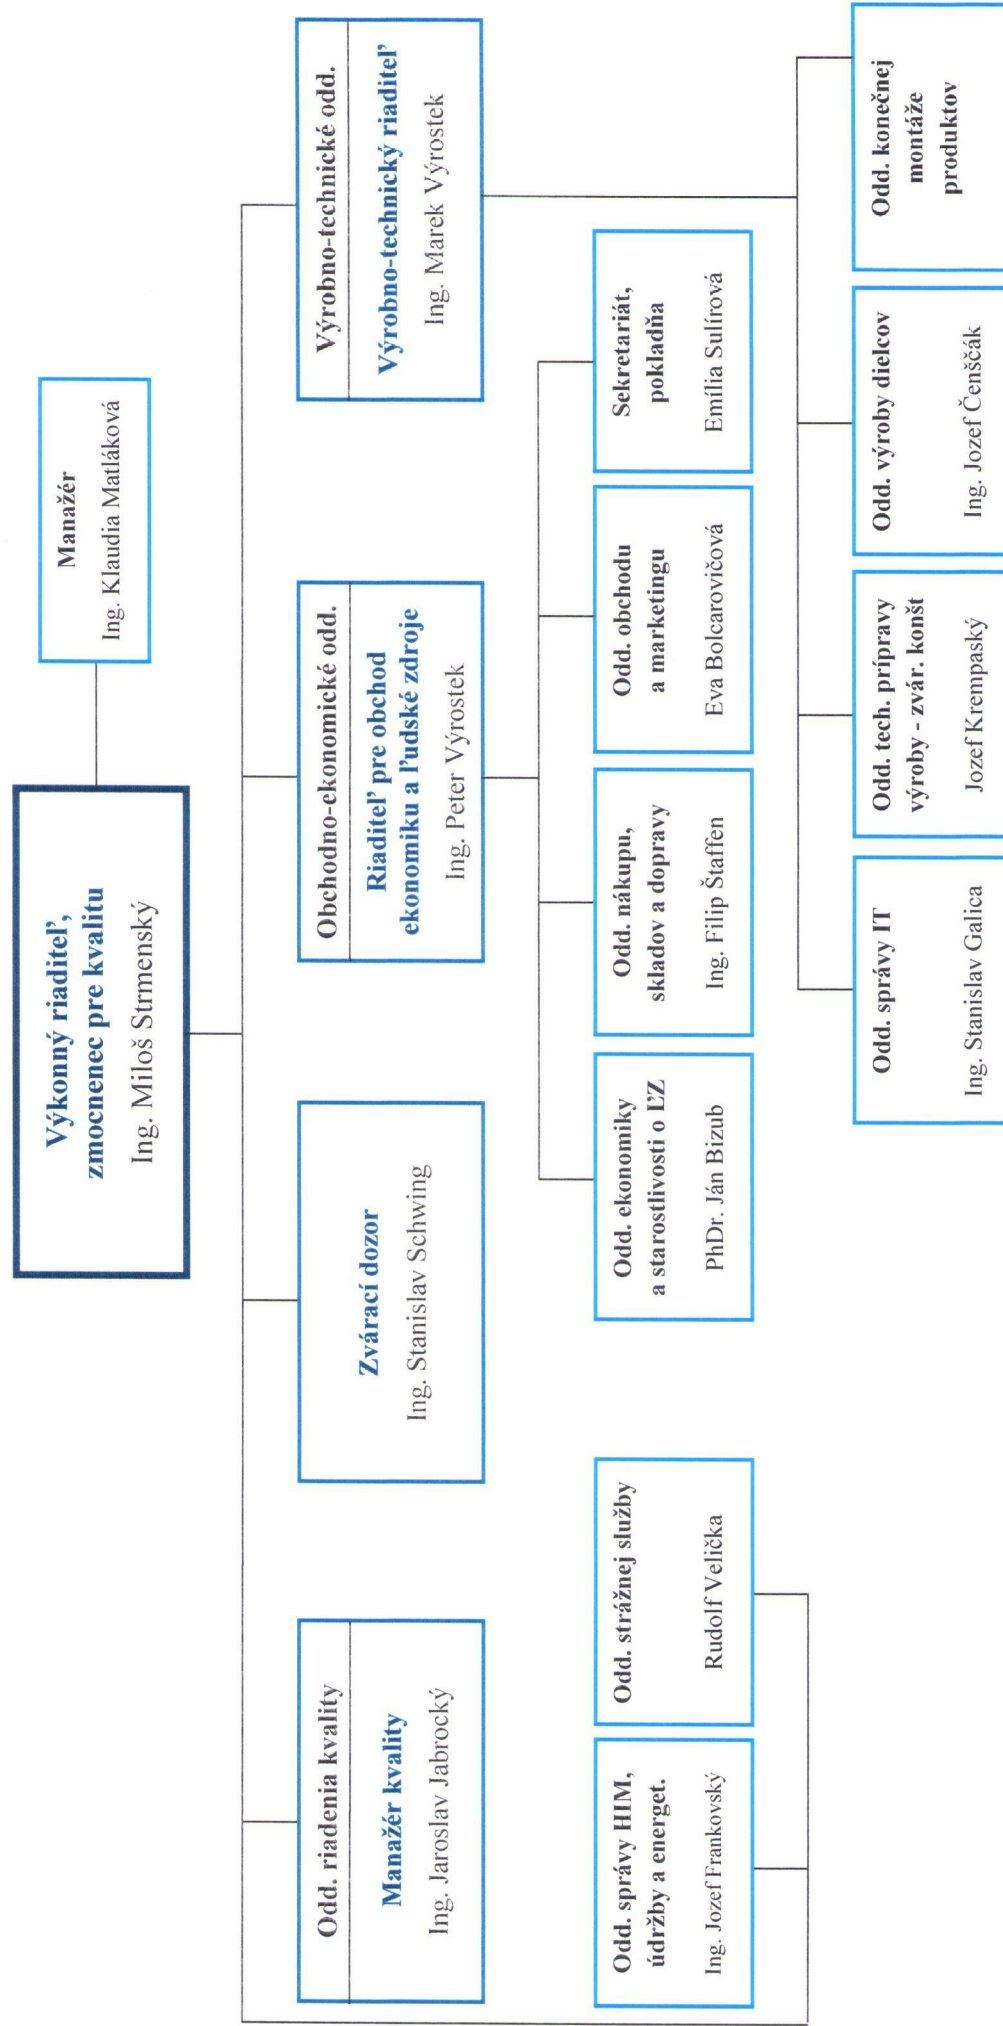 Výkonný riaditeľ,
zmocnenec pre kvalitu
Ing. Miloš Strmenský
Manažér
Ing. Klaudia Matláková
Odd. riadenia kvality
Manažér kvality
Ing. Jaroslav Jabrocký
Zvárací dozor
Ing. Stanislav Schwing
Obchodno-ekonomické odd.
Riaditeľ pre obchod
ekonomiku a ľudské zdroje
Ing. Peter Výrostek
Výrobno-technické odd.
Výrobno-technický riaditeľ
Ing. Marek Výrostek
Odd. správy HIM,
údržby a energet.
Ing. Jozef Frankovský
Odd. strážnej služby
Rudolf Velička
Odd. ekonomiky
a starostlivosti o ĽZ
PhDr. Ján Bizub
Odd. nákupu,
skladov a dopravy
Ing. Filip Štaffen
Odd. obchodu
a marketingu
Eva Bolcarovičová
Sekretariát,
pokladňa
Emília Sulírová
Odd. správy IT
Ing. Stanislav Galica
Odd. tech. prípravy
výroby - zvár. konšt
Jozef Krempaský
Odd. výroby dielcov
Ing. Jozef Čenščák
Odd. konečnej
montáže
produktov